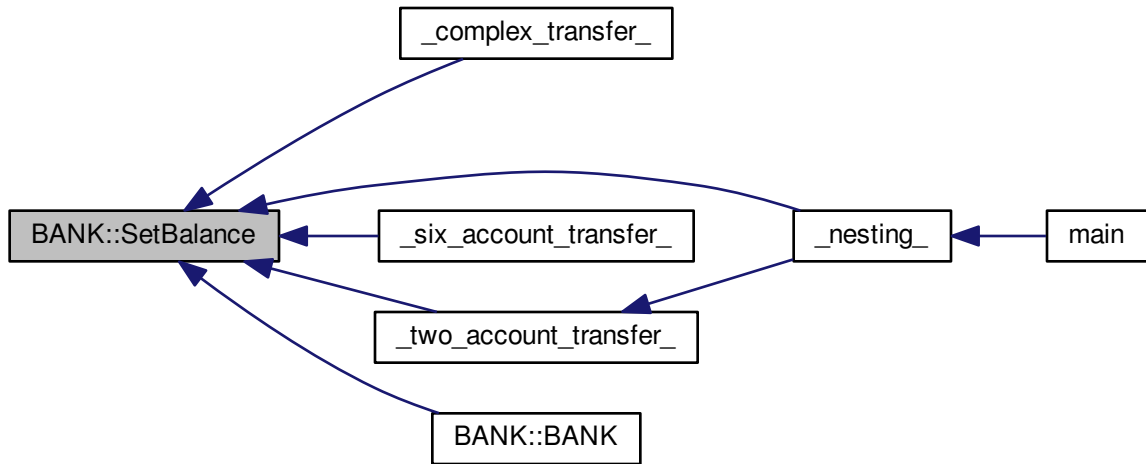 _complex_transfer_
BANK::SetBalance
_six_account_transfer_
_nesting_
main
_two_account_transfer_
BANK::BANK